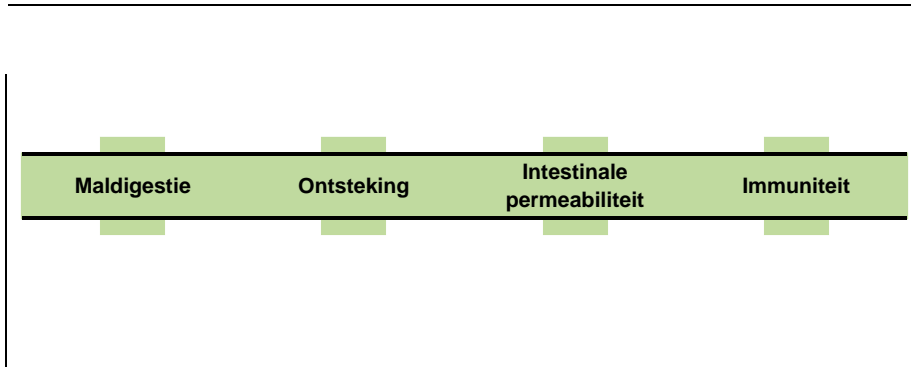 Maldigestie
Ontsteking
Intestinale
permeabiliteit
Immuniteit